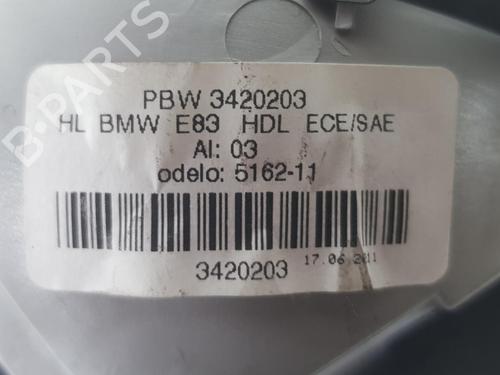 B-PARTS
PBW 3420203
HL BMW E83 HDL ECE/SAE
AI: 03
odelo: 5162-11
3420203 17.06.2011